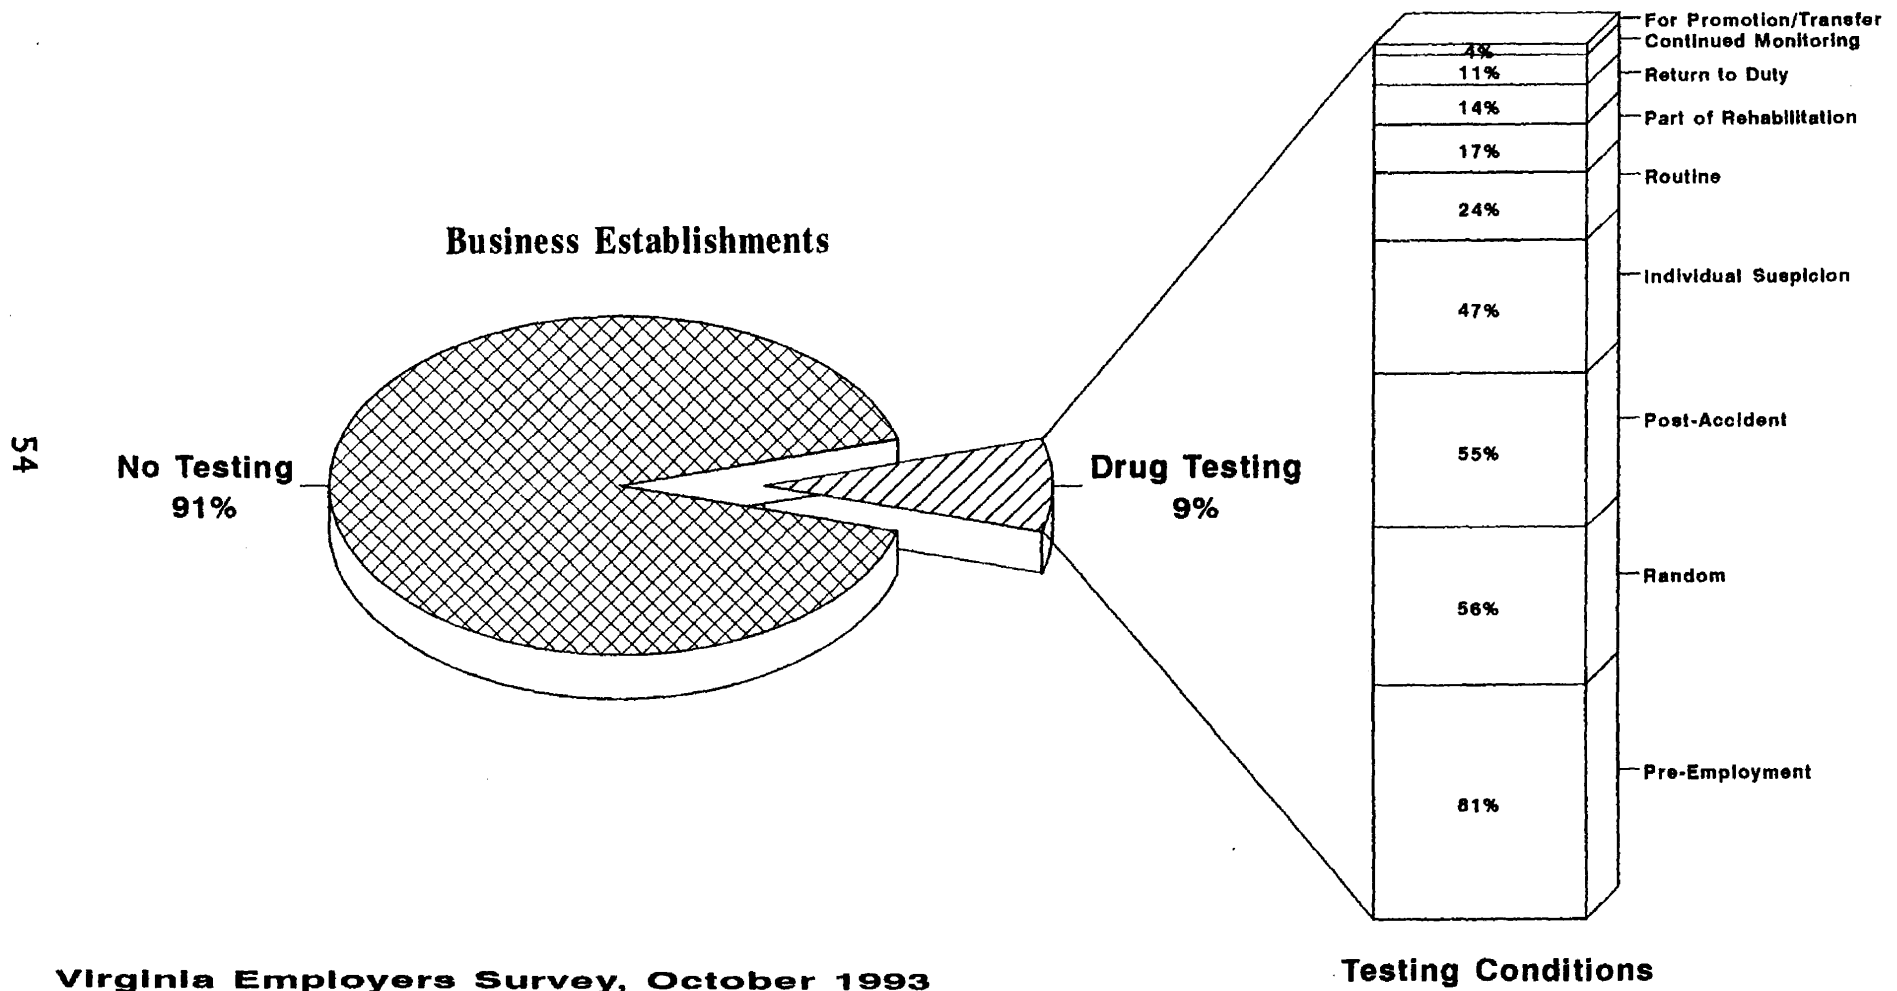 For Promotion/Transfer
Continued Monitoring
Return to Duty
Part of Rehabilitation
Routine
Individual Suspicion
Post-Accident
Random
Pre-Employment
4%
11%
14%
17%
24%
47%
55%
56%
81%
Business Establishments
No Testing
91%
Drug Testing
9%
54
Testing Conditions
Virginia Employers Survey, October 1993